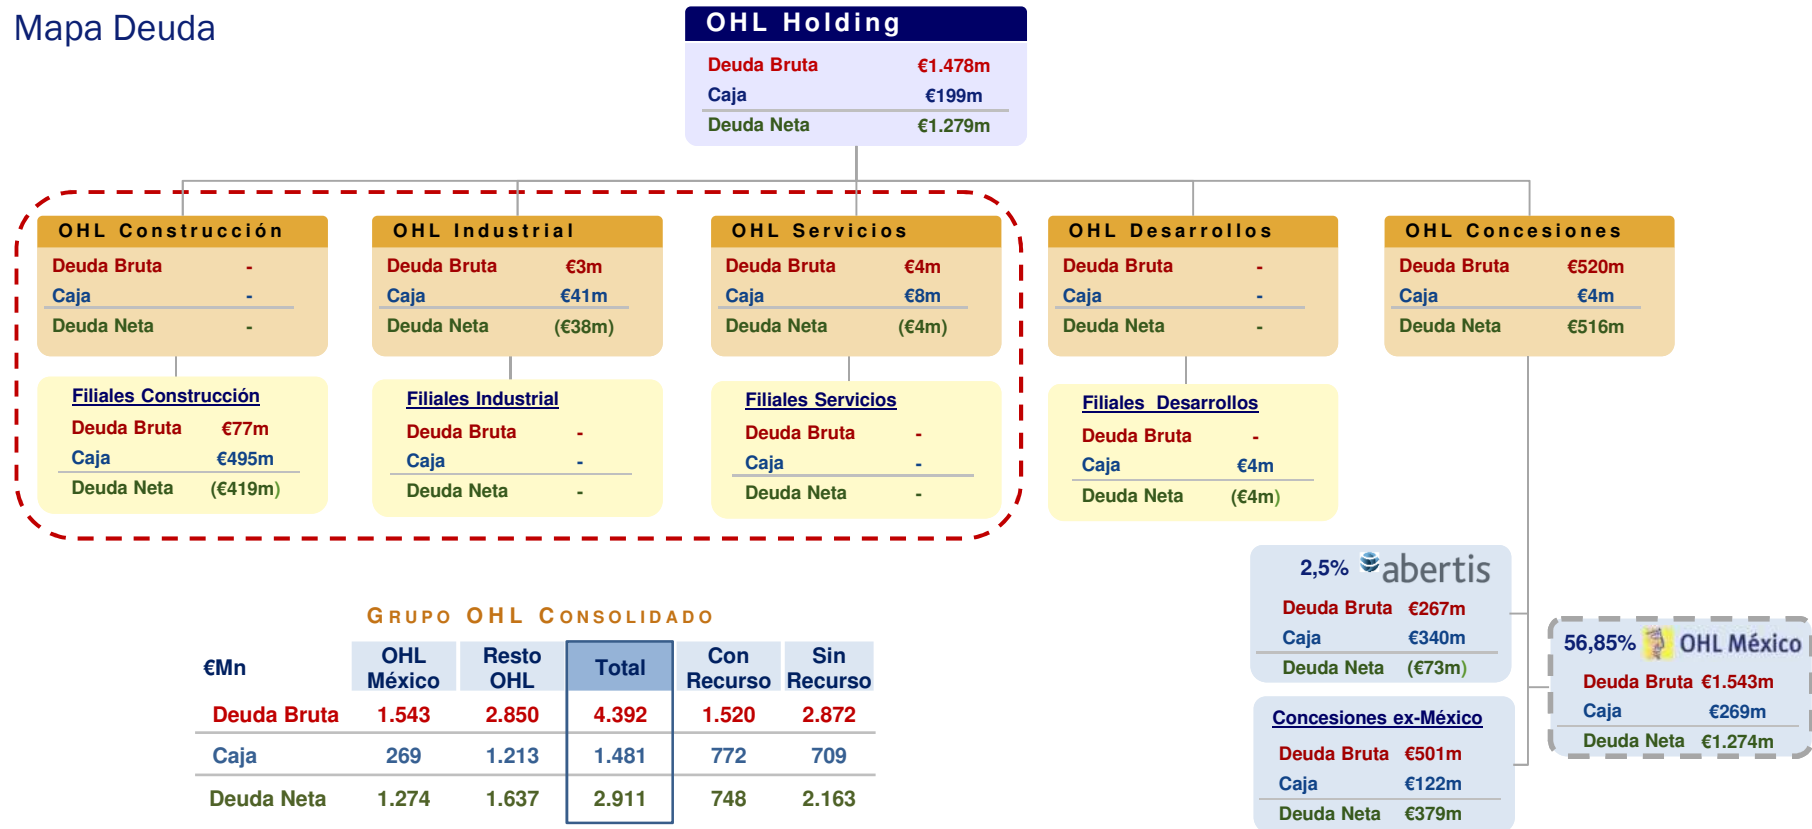 Mapa Deuda
OHL Holding
Deuda Bruta €1.478m
Caja €199m
Deuda Neta €1.279m
OHL Construcción
Deuda Bruta -
Caja -
Deuda Neta -
OHL Industrial
Deuda Bruta €3m
Caja €41m
Deuda Neta (€38m)
OHL Servicios
Deuda Bruta €4m
Caja €8m
Deuda Neta (€4m)
OHL Desarrollos
Deuda Bruta -
Caja -
Deuda Neta -
OHL Concesiones
Deuda Bruta €520m
Caja €4m
Deuda Neta €516m
Filiales Construcción
Deuda Bruta €77m
Caja €495m
Deuda Neta (€419m)
Filiales Industrial
Deuda Bruta -
Caja -
Deuda Neta -
Filiales Servicios
Deuda Bruta -
Caja -
Deuda Neta -
Filiales Desarrollos
Deuda Bruta -
Caja €4m
Deuda Neta (€4m)
2,5% abertis
Deuda Bruta €267m
Caja €340m
Deuda Neta (€73m)
56,85% OHL México
Deuda Bruta €1.543m
Caja €269m
Deuda Neta €1.274m
Concesiones ex-México
Deuda Bruta €501m
Caja €122m
Deuda Neta €379m
GRUPO OHL CONSOLIDADO
€Mn OHL México Resto OHL Total Con Recurso Sin Recurso
Deuda Bruta 1.543 2.850 4.392 1.520 2.872
Caja 269 1.213 1.481 772 709
Deuda Neta 1.274 1.637 2.911 748 2.163